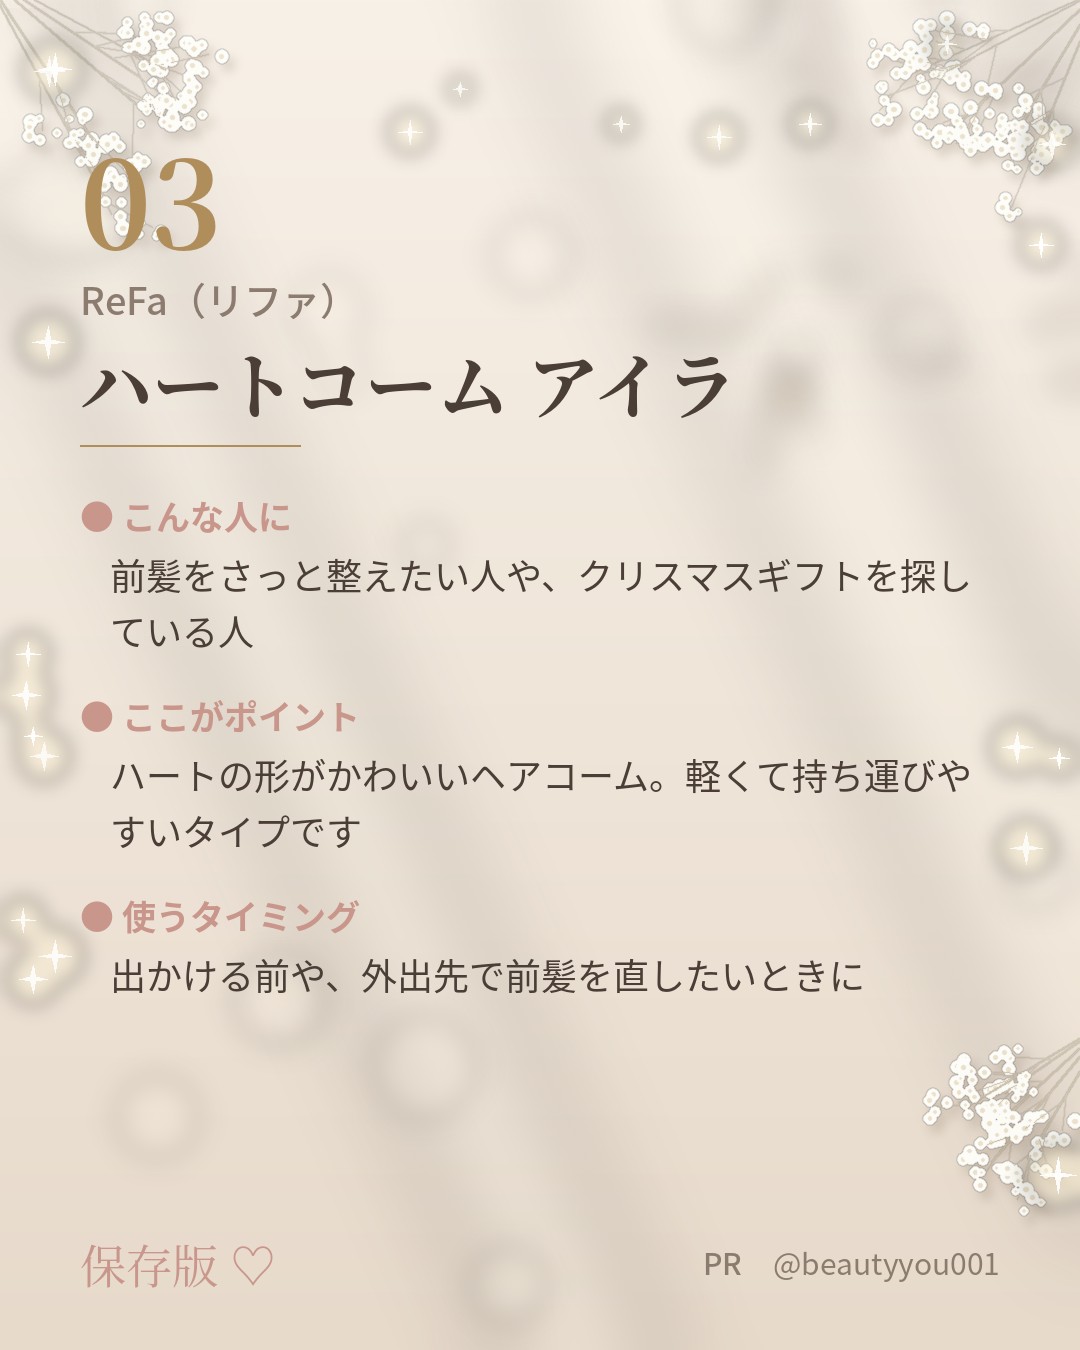 03
ReFa（リファ）
ハートコーム アイラ
● こんな人に
前髪をさっと整えたい人や、クリスマスギフトを探し
ている人
● ここがポイント
ハートの形がかわいいヘアコーム。軽くて持ち運びや
すいタイプです
● 使うタイミング
出かける前や、外出先で前髪を直したいときに
保存版 ♡
PR @beautyyou001